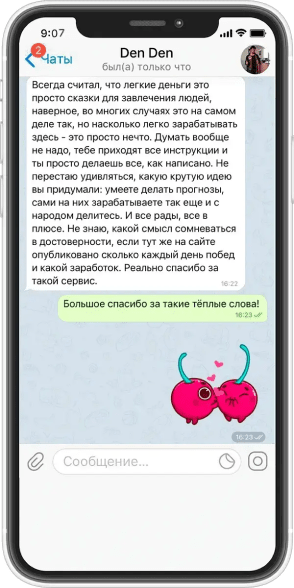 9:07
2
Чаты
Den Den
был(а) только что
Всегда считал, что легкие деньги это
просто сказки для завлечения людей,
наверное, во многих случаях это на самом
деле так, но насколько легко зарабатывать
здесь - это просто нечто. Думать вообще
не надо, тебе приходят все инструкции и
ты просто делаешь все, как написано. Не
перестаю удивляться, какую крутую идею
вы придумали: умеете делать прогнозы,
сами на них зарабатываете так еще и с
народом делитесь. И все рады, все в
плюсе. Не знаю, какой смысл сомневаться
в достоверности, если тут же на сайте
опубликовано сколько каждый день побед
и какой заработок. Реально спасибо за
такой сервис.
16:22
Большое спасибо за такие тёплые слова!
16:23
16:23
Сообщение...